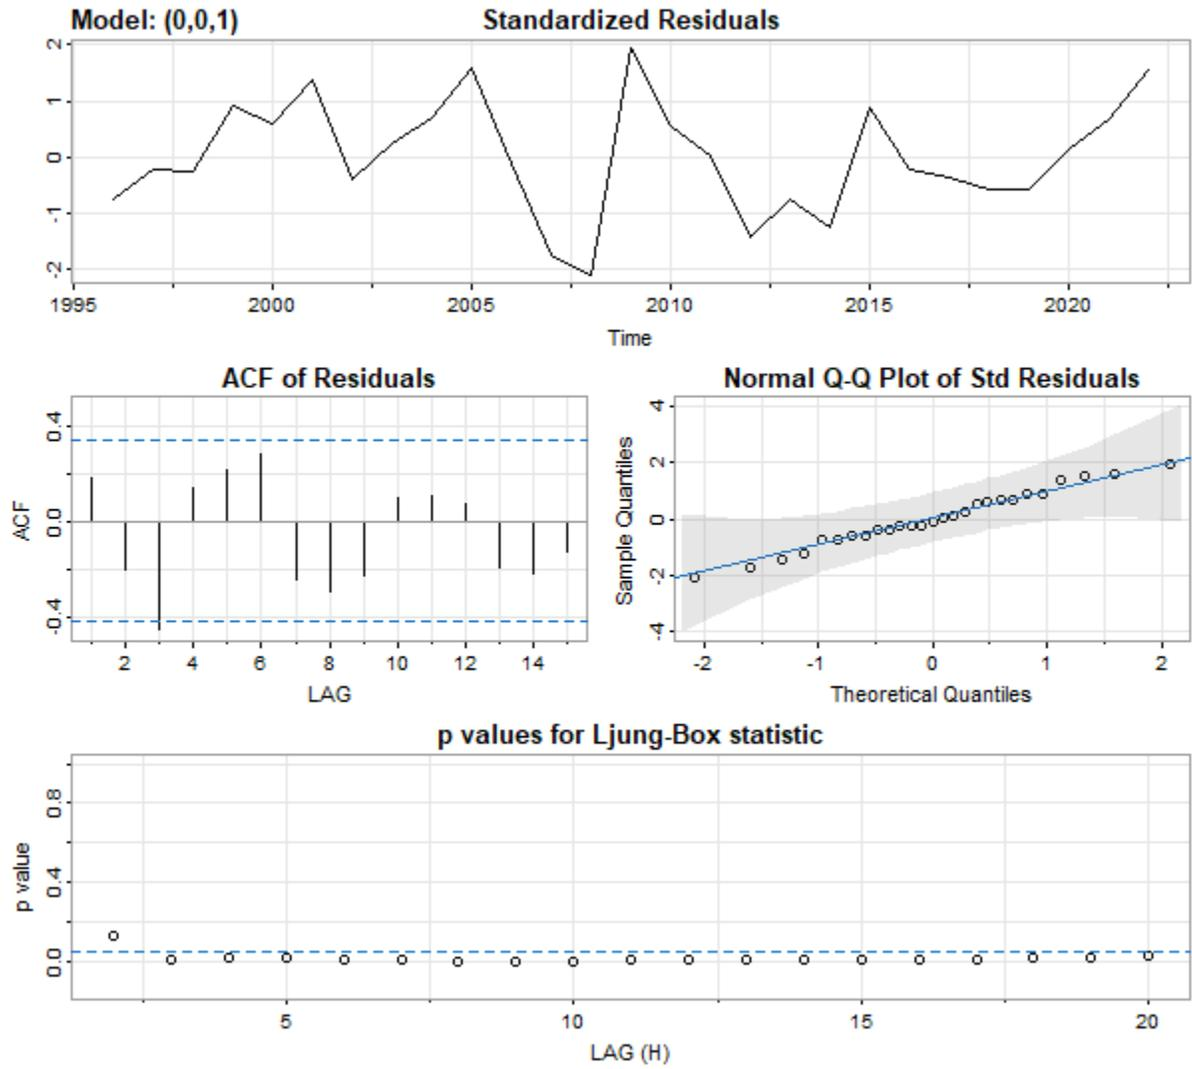 Model: (0,0,1) Standardized Residuals
2
1
0
-1
-2
1995 2000 2005 2010 2015 2020
Time
ACF of Residuals
ACF
0.4
0.0
-0.4
2 4 6 8 10 12 14
LAG
Normal Q-Q Plot of Std Residuals
Sample Quantiles
4
2
0
-2
-4
-2 -1 0 1 2
Theoretical Quantiles
p values for Ljung-Box statistic
p value
0.8
0.4
0.0
5 10 15 20
LAG (H)